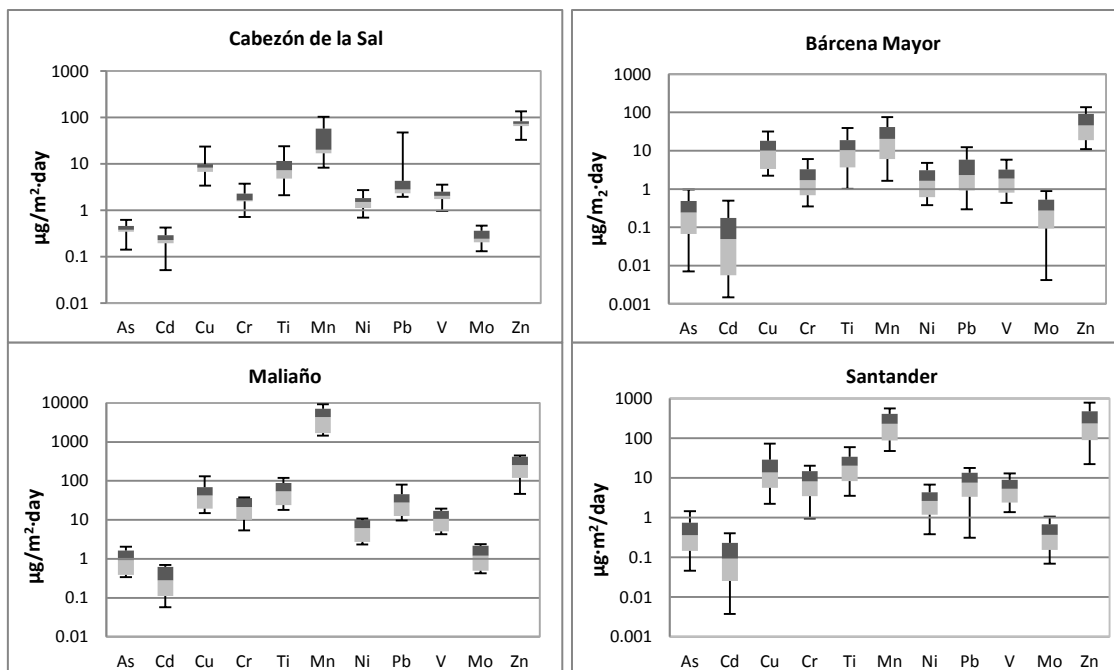 Cabezón de la Sal
µg/m²·day
1000
100
10
1
0.1
0.01
As Cd Cu Cr Ti Mn Ni Pb V Mo Zn
Bárcena Mayor
µg/m₂·day
1000
100
10
1
0.1
0.01
0.001
As Cd Cu Cr Ti Mn Ni Pb V Mo Zn
Maliaño
µg/m²·day
10000
1000
100
10
1
0.1
0.01
As Cd Cu Cr Ti Mn Ni Pb V Mo Zn
Santander
µg·m²/day
1000
100
10
1
0.1
0.01
0.001
As Cd Cu Cr Ti Mn Ni Pb V Mo Zn